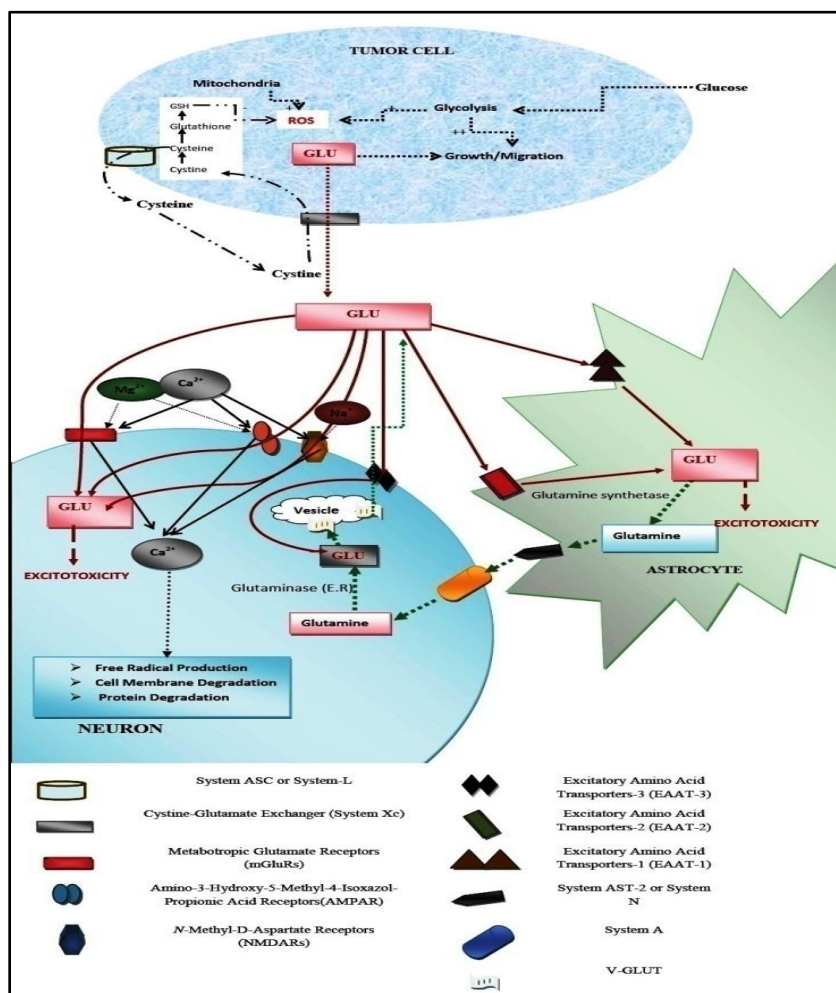 TUMOR CELL
Mitochondria
Glucose
GSH
-
+
ROS
+
Glycolysis
Glutathione
++
Cysteine
GLU
Growth/Migration
Cystine
Cysteine
Cystine
GLU
Mg²⁺
Ca²⁺
Na⁺
GLU
GLU
Glutamine synthetase
Vesicle
EXCITOTOXICITY
Ca²⁺
GLU
Glutamine
EXCITOTOXICITY
ASTROCYTE
Glutaminase (E.R)
Glutamine
➢ Free Radical Production
➢ Cell Membrane Degradation
➢ Protein Degradation
NEURON
System ASC or System-L
Cystine-Glutamate Exchanger (System Xc)
Metabotropic Glutamate Receptors
(mGluRs)
Amino-3-Hydroxy-5-Methyl-4-Isoxazol-
Propionic Acid Receptors(AMPAR)
N-Methyl-D-Aspartate Receptors
(NMDARs)
Excitatory Amino Acid
Transporters-3 (EAAT-3)
Excitatory Amino Acid
Transporters-2 (EAAT-2)
Excitatory Amino Acid
Transporters-1 (EAAT-1)
System AST-2 or System
N
System A
V-GLUT